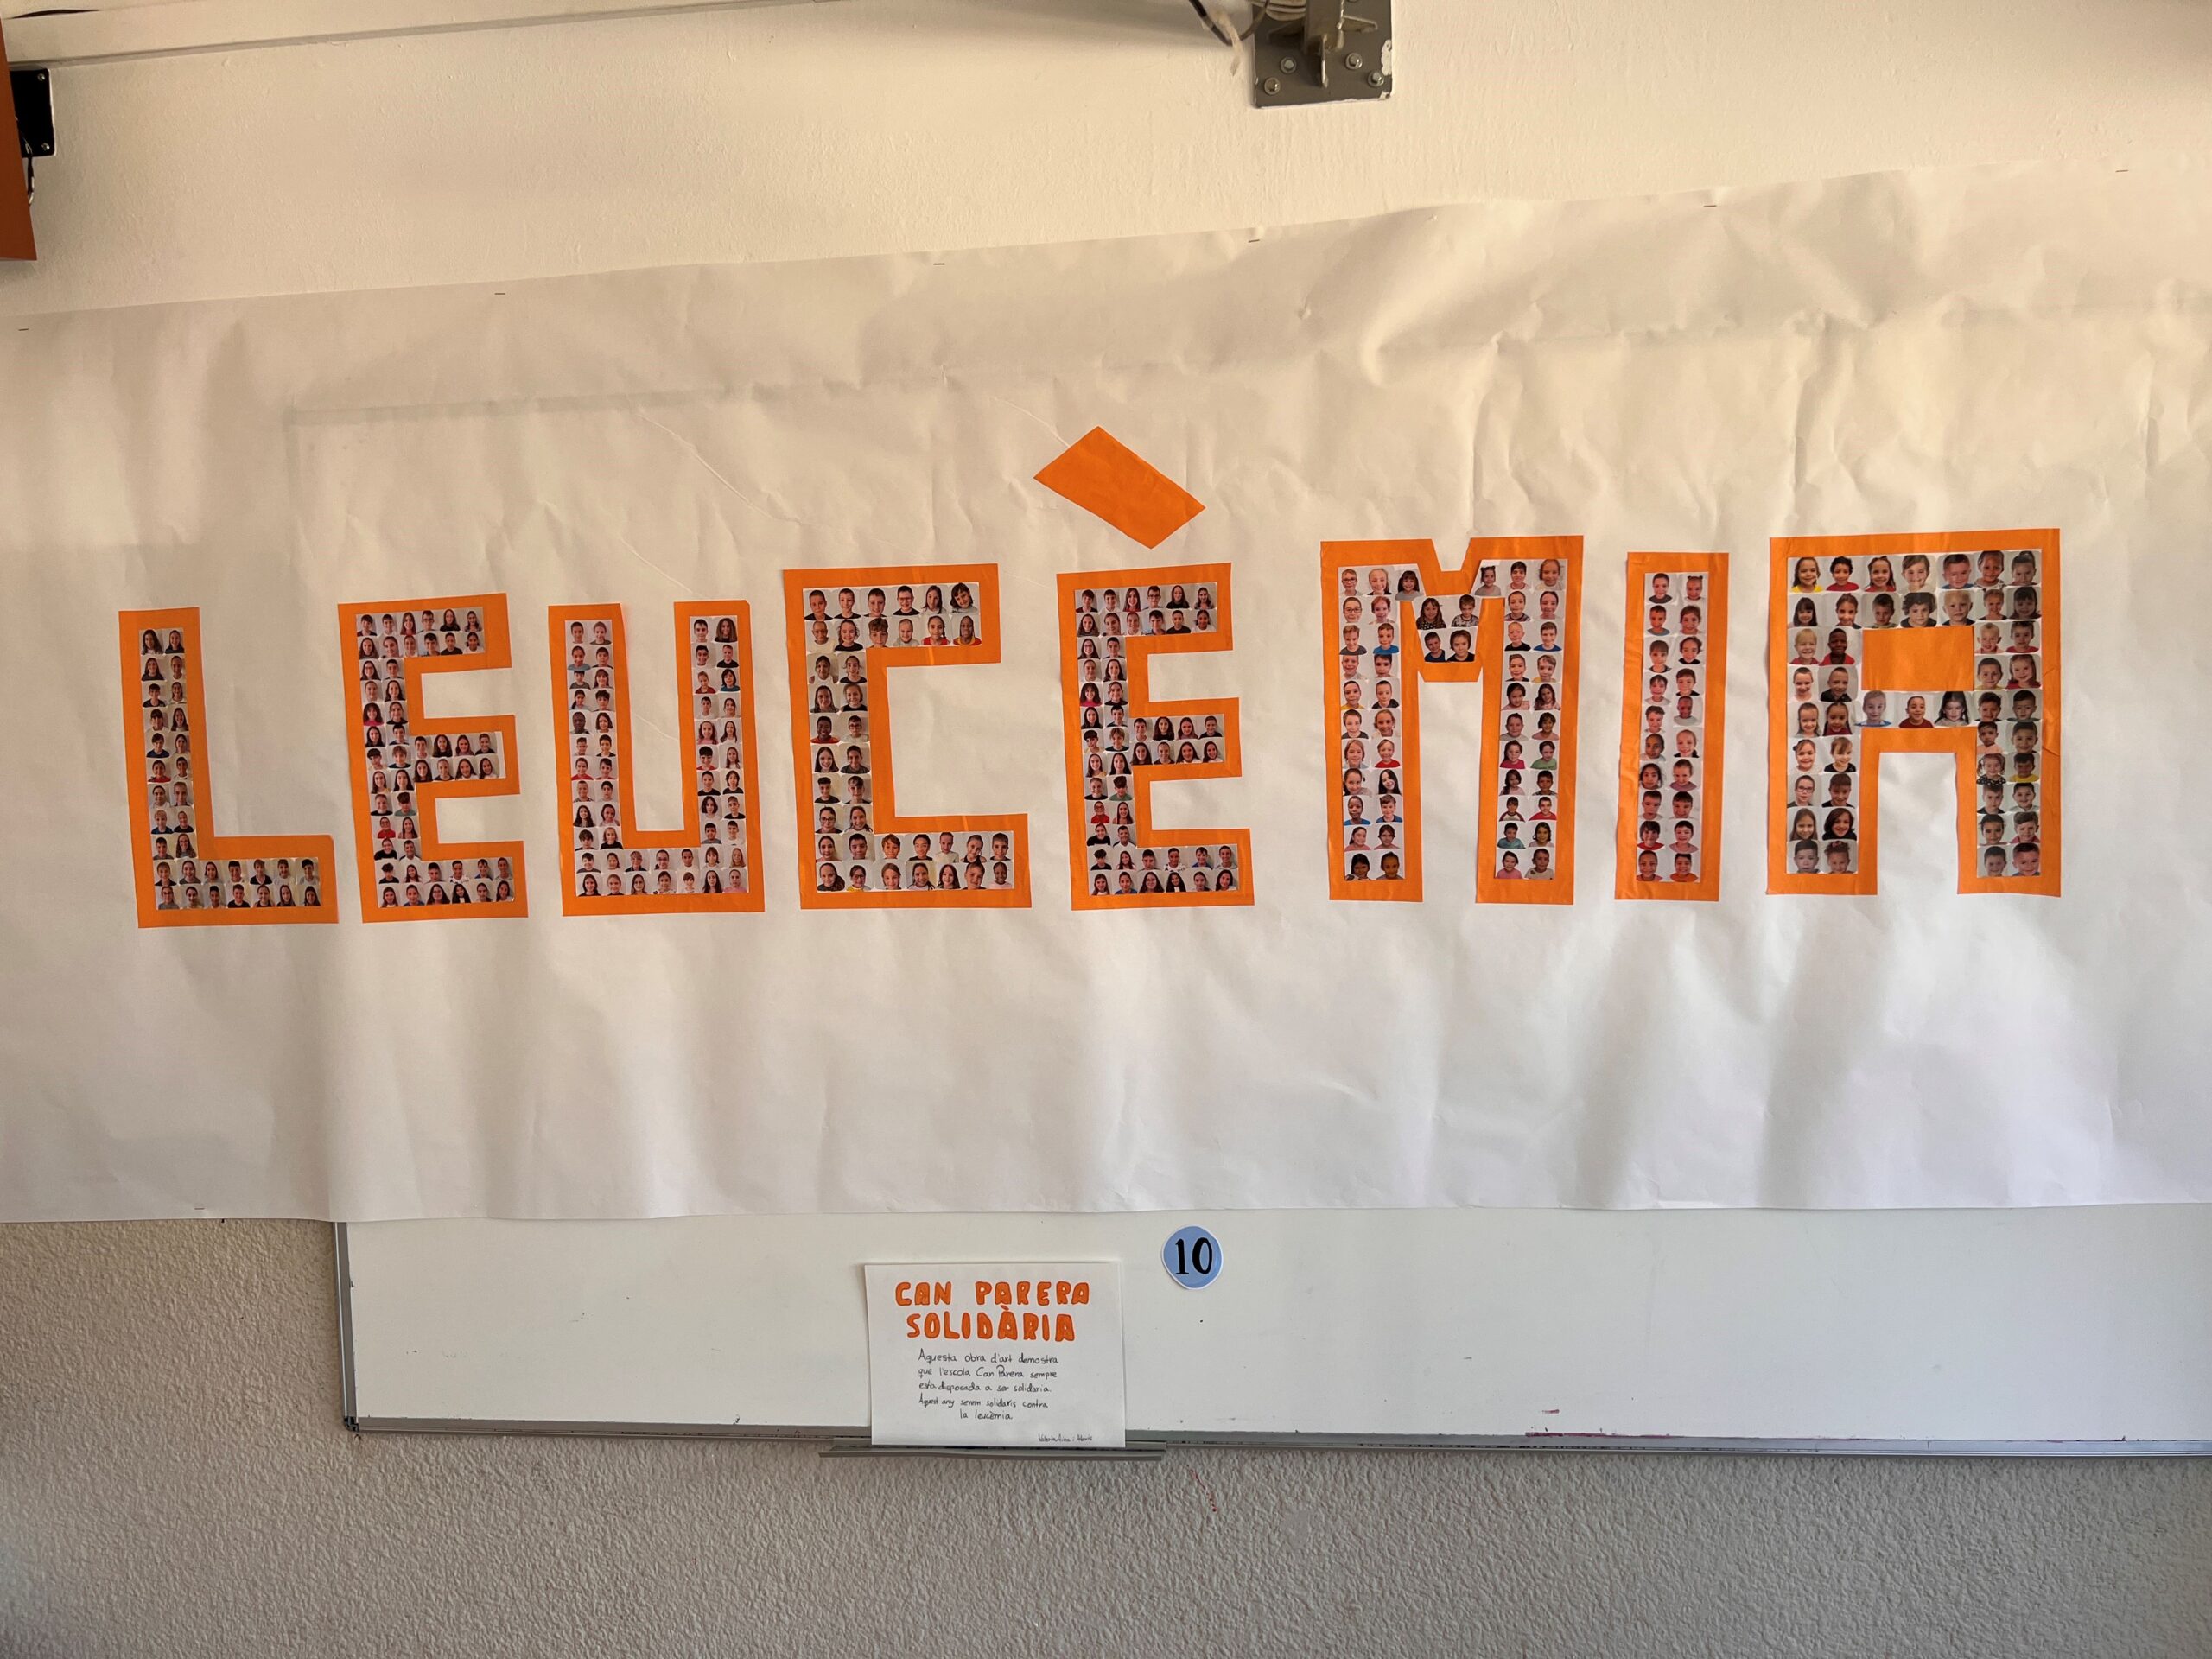 LEUCÈMIA
10
CAN PARERA
SOLIDÀRIA
Aquesta obra d'art demostra
que l'escola Can Parera sempre
està disposada a ser solidaria.
Aquest any serem solidaris contra
la leucèmia